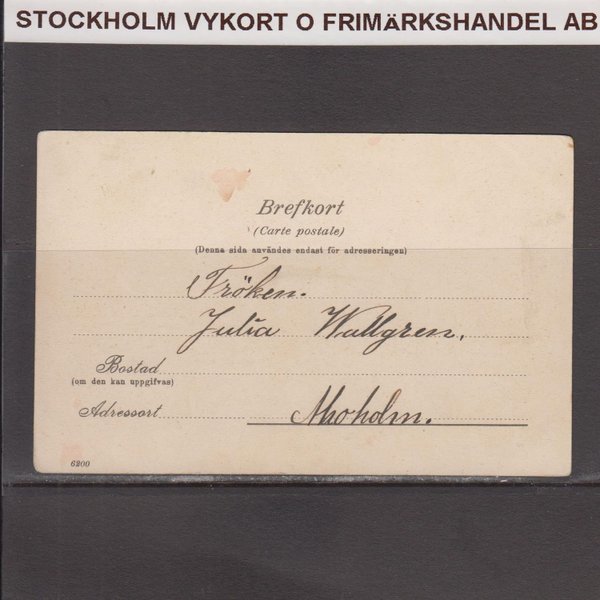 STOCKHOLM VYKORT O FRIMÄRKSHANDEL AB
Brefkort
(Carte postale)
(Denna sida användes endast för adresseringen)
Fröken.
Julia Wallgren.
Bostad
(om den kan uppgifvas)
Adressort Moholm.
6200